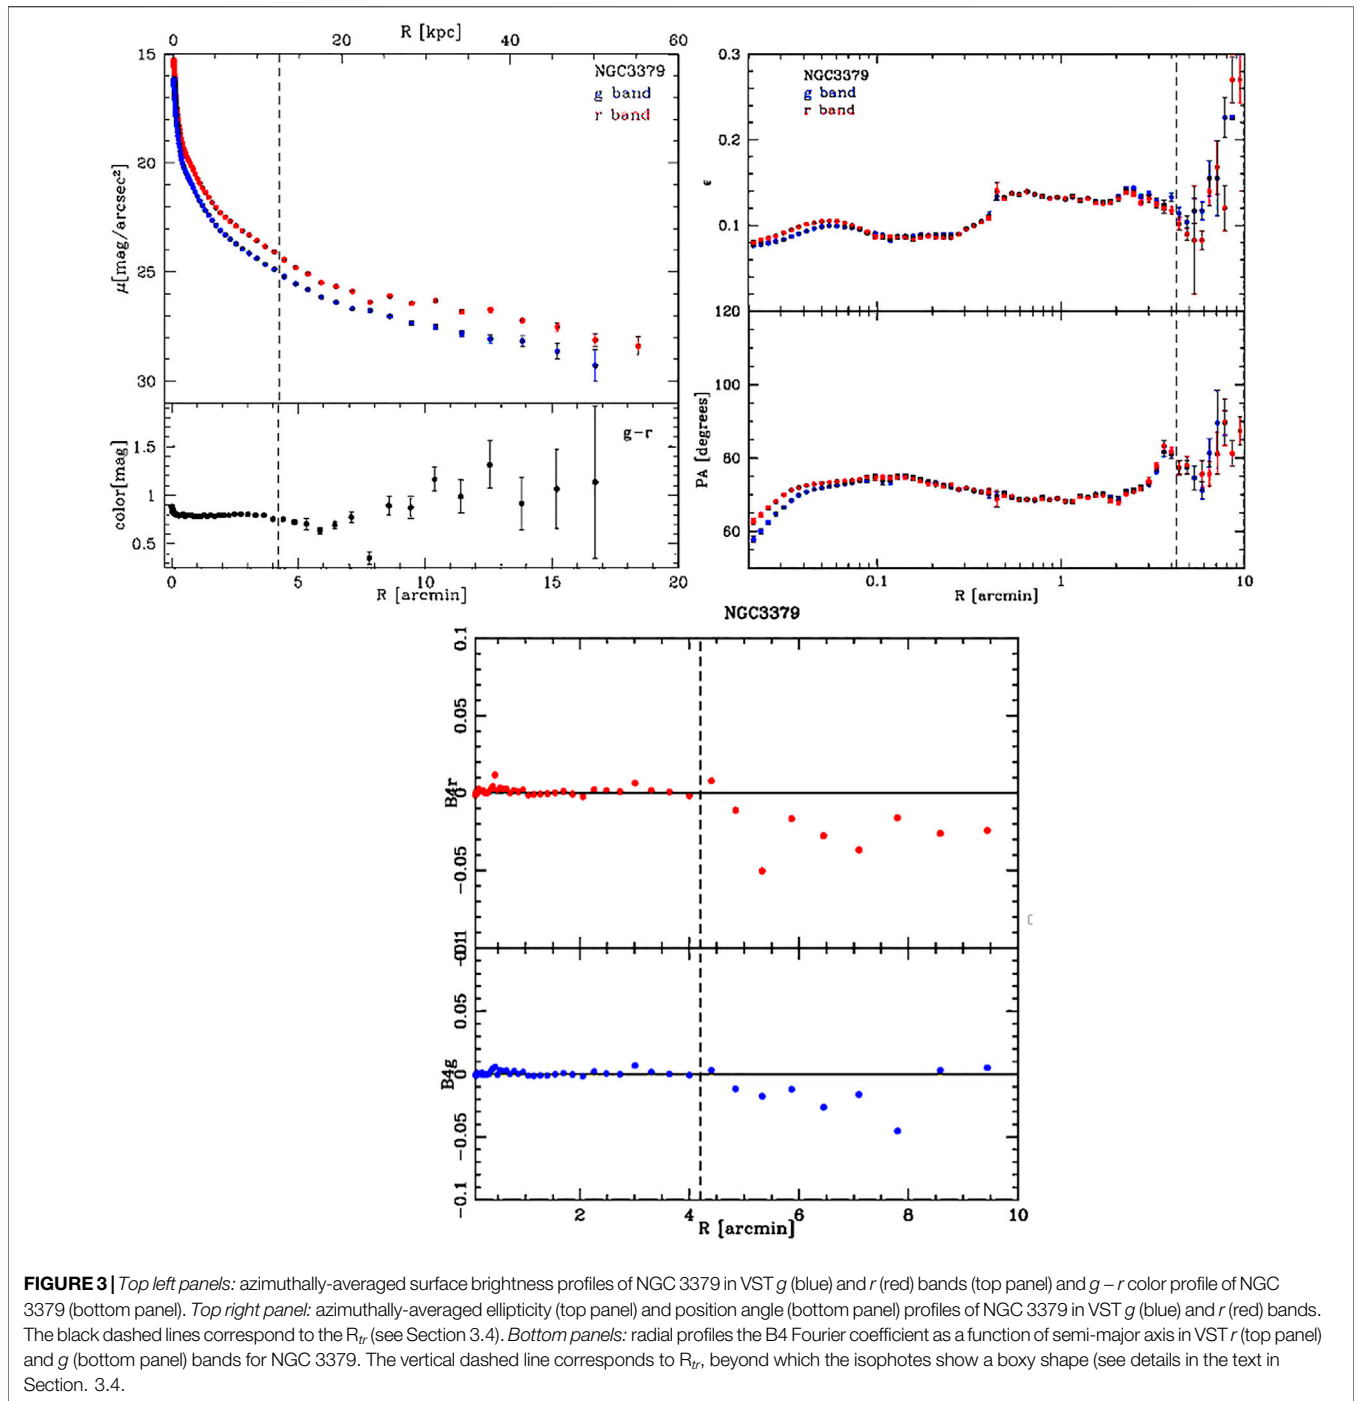 R [kpc]
0 20 40 60
15
20
25
30
μ[mag/arcsec²]
NGC3379
g band
r band
1.5
1
0.5
color[mag]
g-r
0 5 10 15 20
R [arcmin]
0.3
0.2
0.1
ϵ
NGC3379
g band
r band
120
100
80
60
PA [degrees]
0.1 1 10
R [arcmin]
NGC3379
0.1
0.05
0
-0.05
B4r
0.05
0
-0.05
-0.1
B4g
2 4 6 8 10
R [arcmin]
FIGURE 3 | Top left panels: azimuthally-averaged surface brightness profiles of NGC 3379 in VST g (blue) and r (red) bands (top panel) and g – r color profile of NGC
3379 (bottom panel). Top right panel: azimuthally-averaged ellipticity (top panel) and position angle (bottom panel) profiles of NGC 3379 in VST g (blue) and r (red) bands.
The black dashed lines correspond to the Rtr (see Section 3.4). Bottom panels: radial profiles the B4 Fourier coefficient as a function of semi-major axis in VST r (top panel)
and g (bottom panel) bands for NGC 3379. The vertical dashed line corresponds to Rtr, beyond which the isophotes show a boxy shape (see details in the text in
Section. 3.4.